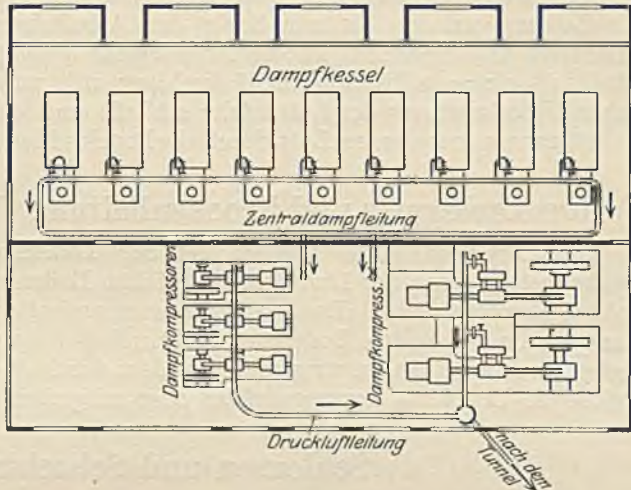 Dampfkessel
Zentraldampfleitung
Dampfkompressoren
Dampfkompress.
Druckluftleitung
nach dem
Tunnel